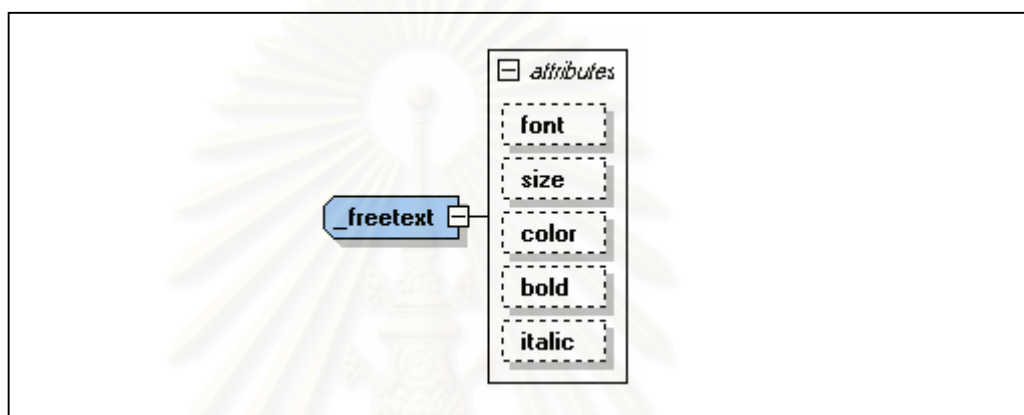 attributes
font
size
_freetext
color
bold
italic